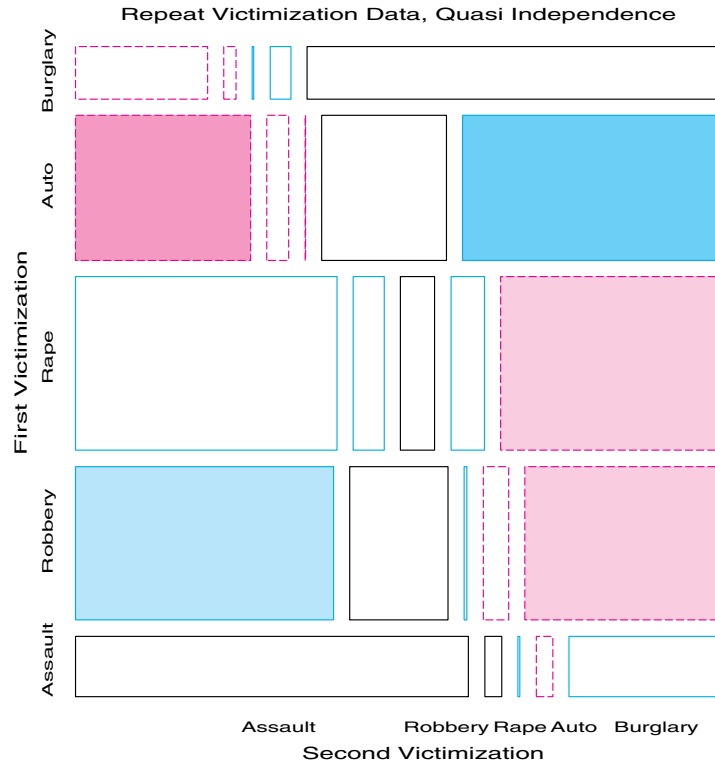 Repeat Victimization Data, Quasi Independence
First Victimization
Burglary
Auto
Rape
Robbery
Assault
Assault Robbery Rape Auto Burglary
Second Victimization